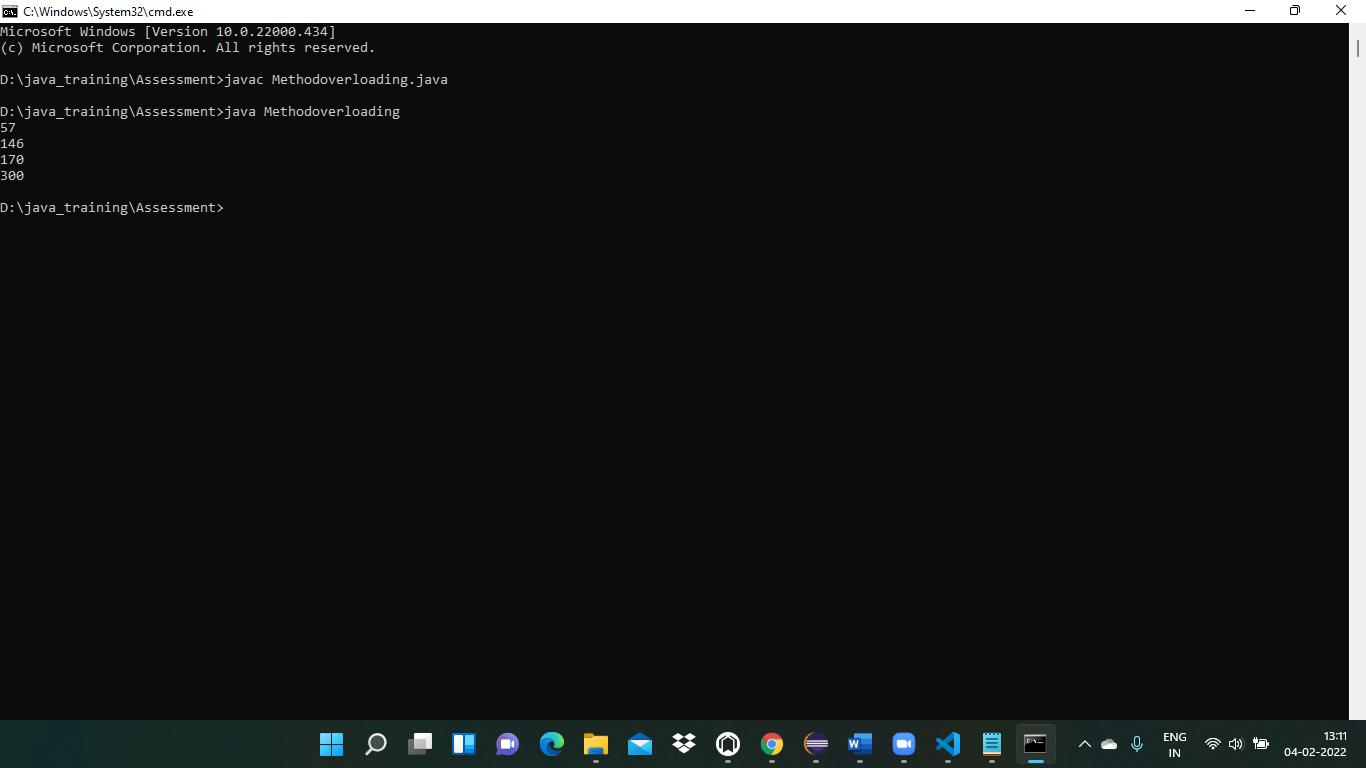 C:\Windows\System32\cmd.exe
Microsoft Windows [Version 10.0.22000.434]
(c) Microsoft Corporation. All rights reserved.
D:\java_training\Assessment>javac Methodoverloading.java
D:\java_training\Assessment>java Methodoverloading
57
146
170
300
D:\java_training\Assessment>
ENG
IN
13:11
04-02-2022